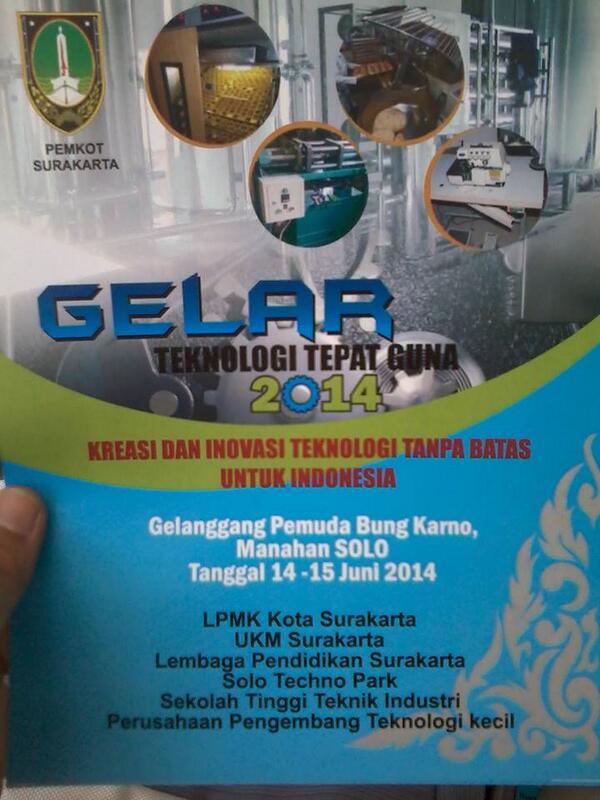 PEMKOT
SURAKARTA
GELAR
TEKNOLOGI TEPAT GUNA
2014
KREASI DAN INOVASI TEKNOLOGI TANPA BATAS
UNTUK INDONESIA
Gelanggang Pemuda Bung Karno,
Manahan SOLO
Tanggal 14 -15 Juni 2014
LPMK Kota Surakarta
UKM Surakarta
Lembaga Pendidikan Surakarta
Solo Techno Park
Sekolah Tinggi Teknik Industri
Perusahaan Pengembang Teknologi kecil